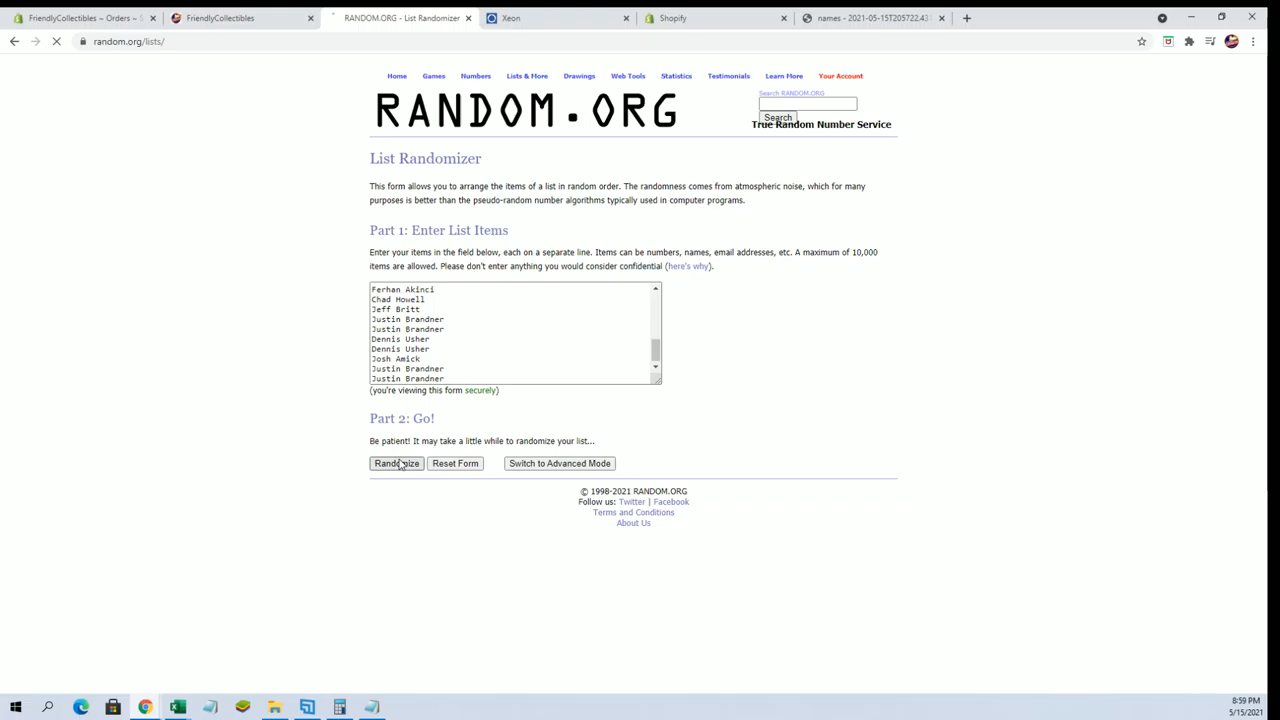 FriendlyCollectibles ~ Orders ~ S
FriendlyCollectibles
RANDOM.ORG - List Randomizer
Xeon
Shopify
names - 2021-05-15T205722.431
random.org/lists/
Home Games Numbers Lists & More Drawings Web Tools Statistics Testimonials Learn More Your Account
RANDOM.ORG
Search RANDOM.ORG
Search
True Random Number Service
List Randomizer
This form allows you to arrange the items of a list in random order. The randomness comes from atmospheric noise, which for many
purposes is better than the pseudo-random number algorithms typically used in computer programs.
Part 1: Enter List Items
Enter your items in the field below, each on a separate line. Items can be numbers, names, email addresses, etc. A maximum of 10,000
items are allowed. Please don't enter anything you would consider confidential (here's why).
Ferhan Akinci
Chad Howell
Jeff Britt
Justin Brandner
Justin Brandner
Dennis Usher
Dennis Usher
Josh Amick
Justin Brandner
Justin Brandner
(you're viewing this form securely)
Part 2: Go!
Be patient! It may take a little while to randomize your list...
Randomize Reset Form Switch to Advanced Mode
© 1998-2021 RANDOM.ORG
Follow us: Twitter | Facebook
Terms and Conditions
About Us
8:59 PM
5/15/2021